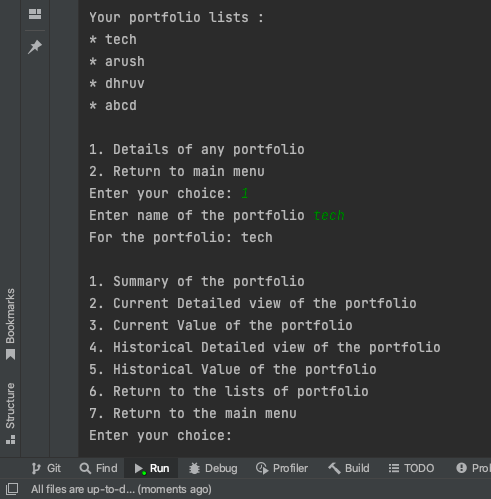 Your portfolio lists :
* tech
* arush
* dhruv
* abcd
1. Details of any portfolio
2. Return to main menu
Enter your choice: 1
Enter name of the portfolio tech
For the portfolio: tech
1. Summary of the portfolio
2. Current Detailed view of the portfolio
3. Current Value of the portfolio
4. Historical Detailed view of the portfolio
5. Historical Value of the portfolio
6. Return to the lists of portfolio
7. Return to the main menu
Enter your choice:
Bookmarks
Structure
Git Find Run Debug Profiler Build TODO Prol
All files are up-to-d... (moments ago)